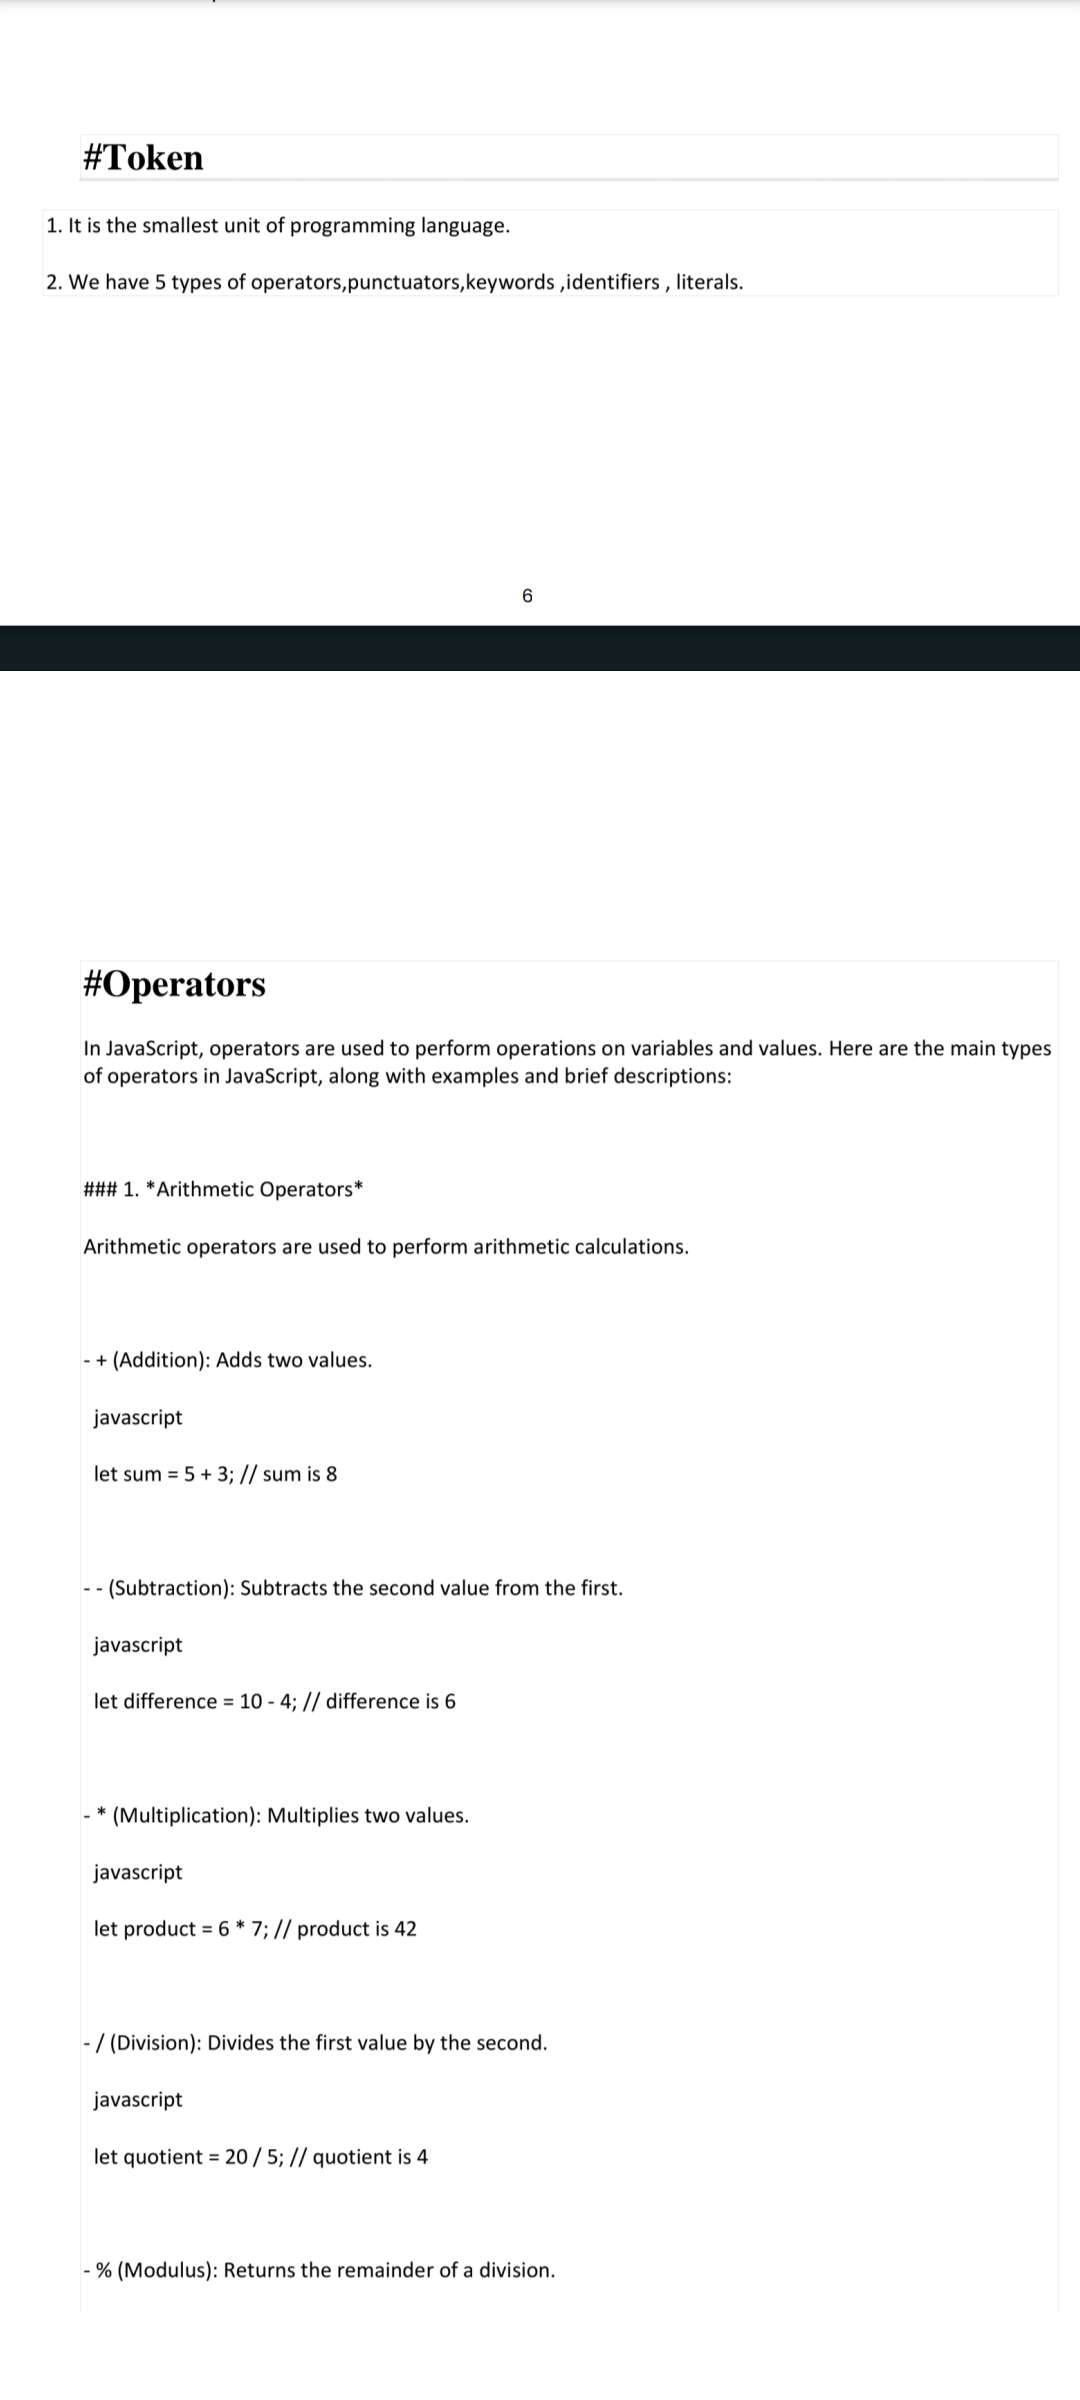 #Token
1. It is the smallest unit of programming language.
2. We have 5 types of operators,punctuators,keywords ,identifiers , literals.
6
#Operators
In JavaScript, operators are used to perform operations on variables and values. Here are the main types
of operators in JavaScript, along with examples and brief descriptions:
### 1. *Arithmetic Operators*
Arithmetic operators are used to perform arithmetic calculations.
- + (Addition): Adds two values.
javascript
let sum = 5 + 3; // sum is 8
- - (Subtraction): Subtracts the second value from the first.
javascript
let difference = 10 - 4; // difference is 6
- * (Multiplication): Multiplies two values.
javascript
let product = 6 * 7; // product is 42
- / (Division): Divides the first value by the second.
javascript
let quotient = 20 / 5; // quotient is 4
- % (Modulus): Returns the remainder of a division.